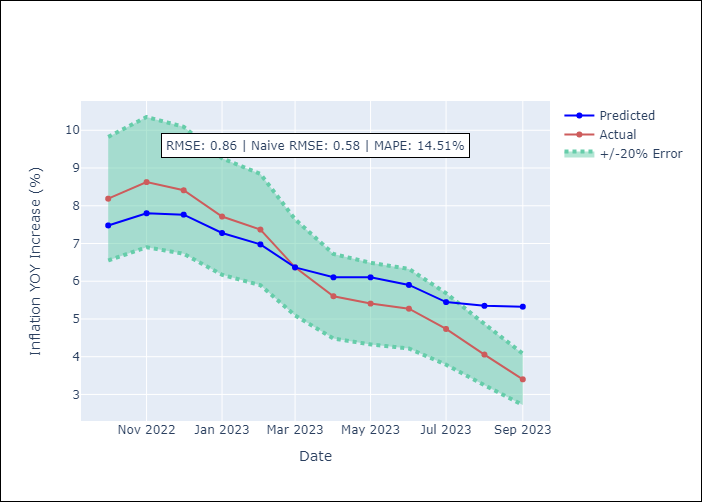 RMSE: 0.86 | Naive RMSE: 0.58 | MAPE: 14.51%
Predicted
Actual
+/-20% Error
Inflation YOY Increase (%)
10
9
8
7
6
5
4
3
Nov 2022 Jan 2023 Mar 2023 May 2023 Jul 2023 Sep 2023
Date